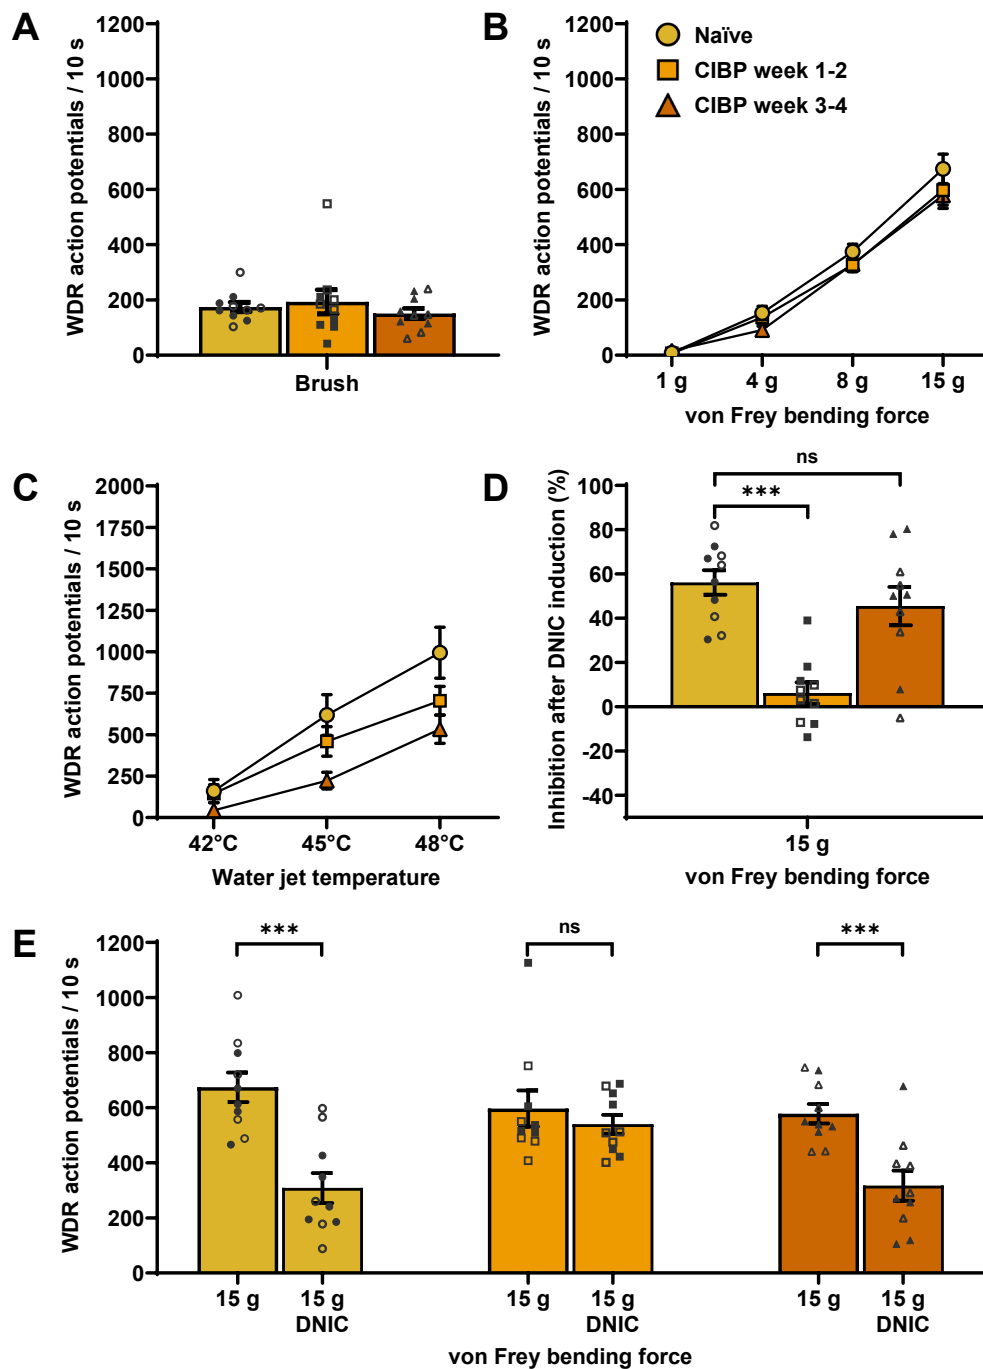 A
WDR action potentials / 10 s
1200
1000
800
600
400
200
0
Brush
B
WDR action potentials / 10 s
1200
1000
800
600
400
200
0
Naïve
CIBP week 1-2
CIBP week 3-4
1 g 4 g 8 g 15 g
von Frey bending force
C
WDR action potentials / 10 s
2000
1750
1500
1250
1000
750
500
250
0
42°C 45°C 48°C
Water jet temperature
D
Inhibition after DNIC induction (%)
100
80
60
40
20
0
-20
-40
ns
***
15 g
von Frey bending force
E
WDR action potentials / 10 s
1200
1000
800
600
400
200
0
*** ns ***
15 g 15 g 15 g 15 g 15 g 15 g
DNIC DNIC DNIC
von Frey bending force